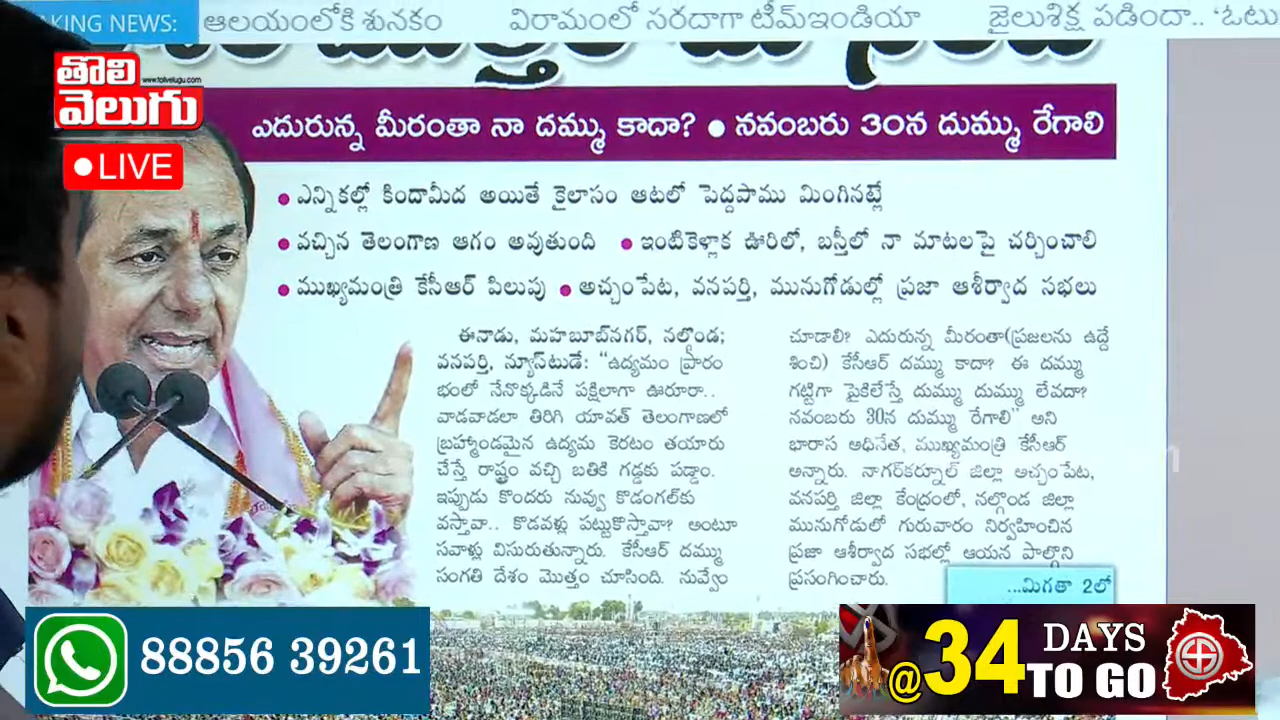 BREAKING NEWS: ఆలయంలోకి శునకం విరామంలో సరదాగా టీమ్ఇండియా జైలుశిక్ష పడిందా.. ‘ఓటు
తొలి
వెలుగు
www.tolivelugu.com
LIVE
ఎదురున్న మీరంతా నా దమ్ము కాదా? ● నవంబరు 30న దుమ్ము రేగాలి
● ఎన్నికల్లో కిందామీద అయితే కైలాసం ఆటలో పెద్దపాము మింగినట్లే
● వచ్చిన తెలంగాణ ఆగం అవుతుంది ● ఇంటికెళ్లాక ఊరిలో, బస్తీలో నా మాటలపై చర్చించాలి
● ముఖ్యమంత్రి కేసీఆర్ పిలుపు ● అచ్చంపేట, వనపర్తి, మునుగోడుల్లో ప్రజా ఆశీర్వాద సభలు
ఈనాడు, మహబూబ్‌నగర్, నల్గొండ;
వనపర్తి, న్యూస్‌టుడే: “ఉద్యమం ప్రారం
భంలో నేనొక్కడినే పక్షిలాగా ఊరూరా..
వాడవాడలా తిరిగి యావత్ తెలంగాణలో
బ్రహ్మాండమైన ఉద్యమ కెరటం తయారు
చేస్తే రాష్ట్రం వచ్చి బతికి గడ్డకు పడ్డాం.
ఇప్పుడు కొందరు నువ్వు కొడంగల్‌కు
వస్తావా.. కొడవళ్లు పట్టుకొస్తావా? అంటూ
సవాళ్లు విసురుతున్నారు. కేసీఆర్ దమ్ము
సంగతి దేశం మొత్తం చూసింది. నువ్వేం
చూడాలి? ఎదురున్న మీరంతా(ప్రజలను ఉద్దే
శించి) కేసీఆర్ దమ్ము కాదా? ఈ దమ్ము
గట్టిగా పైకిలేస్తే దుమ్ము దుమ్ము లేవదా?
నవంబరు 30న దుమ్ము రేగాలి” అని
భారాస అధినేత, ముఖ్యమంత్రి కేసీఆర్
అన్నారు. నాగర్‌కర్నూల్ జిల్లా అచ్చంపేట,
వనపర్తి జిల్లా కేంద్రంలో, నల్గొండ జిల్లా
మునుగోడులో గురువారం నిర్వహించిన
ప్రజా ఆశీర్వాద సభల్లో ఆయన పాల్గొని
ప్రసంగించారు.
...మిగతా 2లో
88885639261
@34 DAYS
TO GO